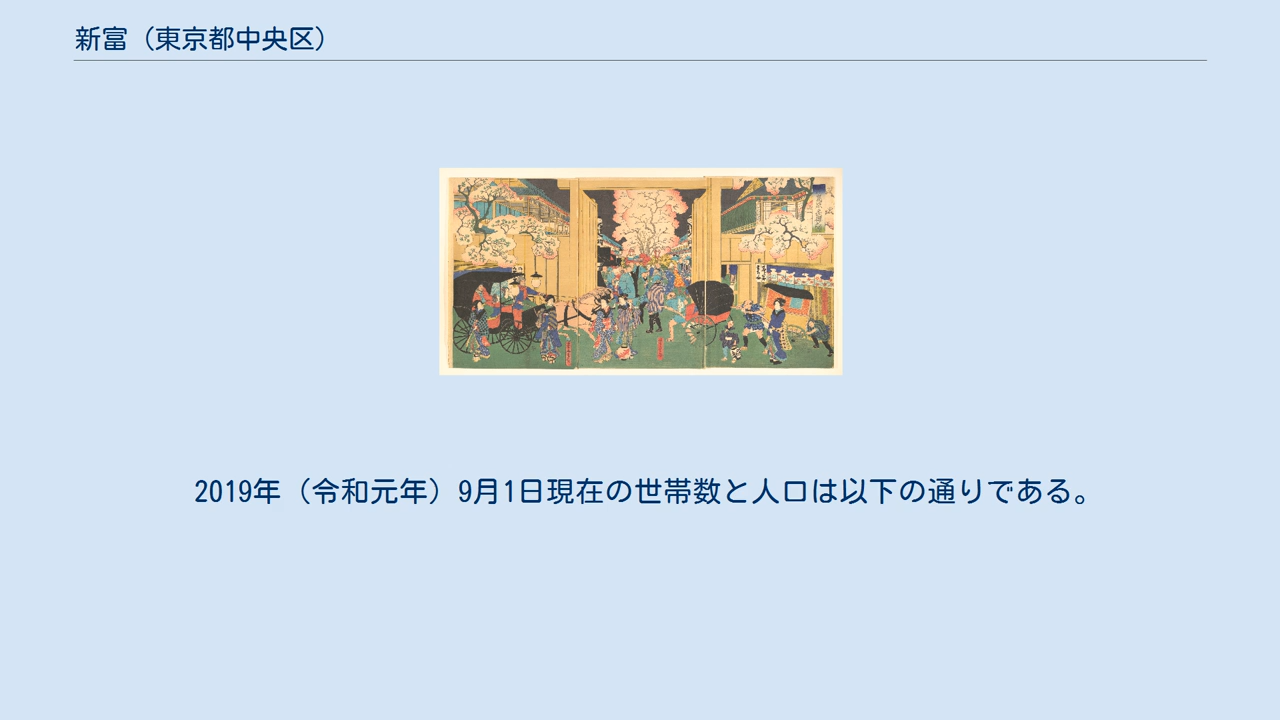 新富（東京都中央区）
2019年（令和元年）9月1日現在の世帯数と人口は以下の通りである。